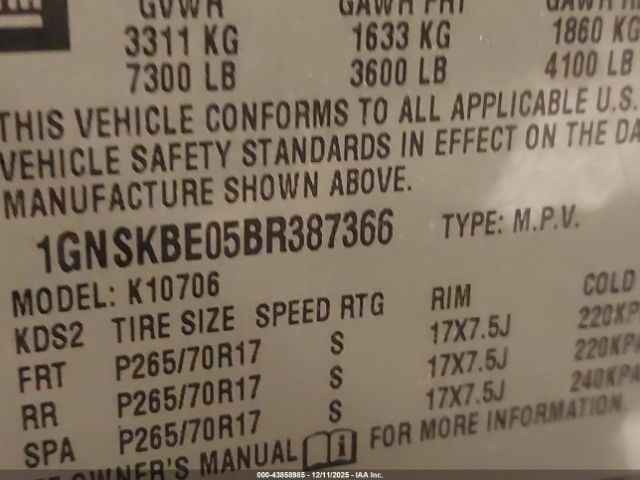 GVWR GAWR FRT GAWR
3311 KG 1633 KG 1860 KG
7300 LB 3600 LB 4100 LB
THIS VEHICLE CONFORMS TO ALL APPLICABLE U.S.
VEHICLE SAFETY STANDARDS IN EFFECT ON THE DA
MANUFACTURE SHOWN ABOVE.
1GNSKBE05BR387366 TYPE: M.P.V.
MODEL: K10706
KDS2 TIRE SIZE SPEED RTG RIM COLD
FRT P265/70R17 S 17X7.5J 220KPA
RR P265/70R17 S 17X7.5J 220KPA
SPA P265/70R17 S 17X7.5J 240KPA
OWNER'S MANUAL FOR MORE INFORMATION.
000-43858985 - 12/11/2025 - IAA Inc.